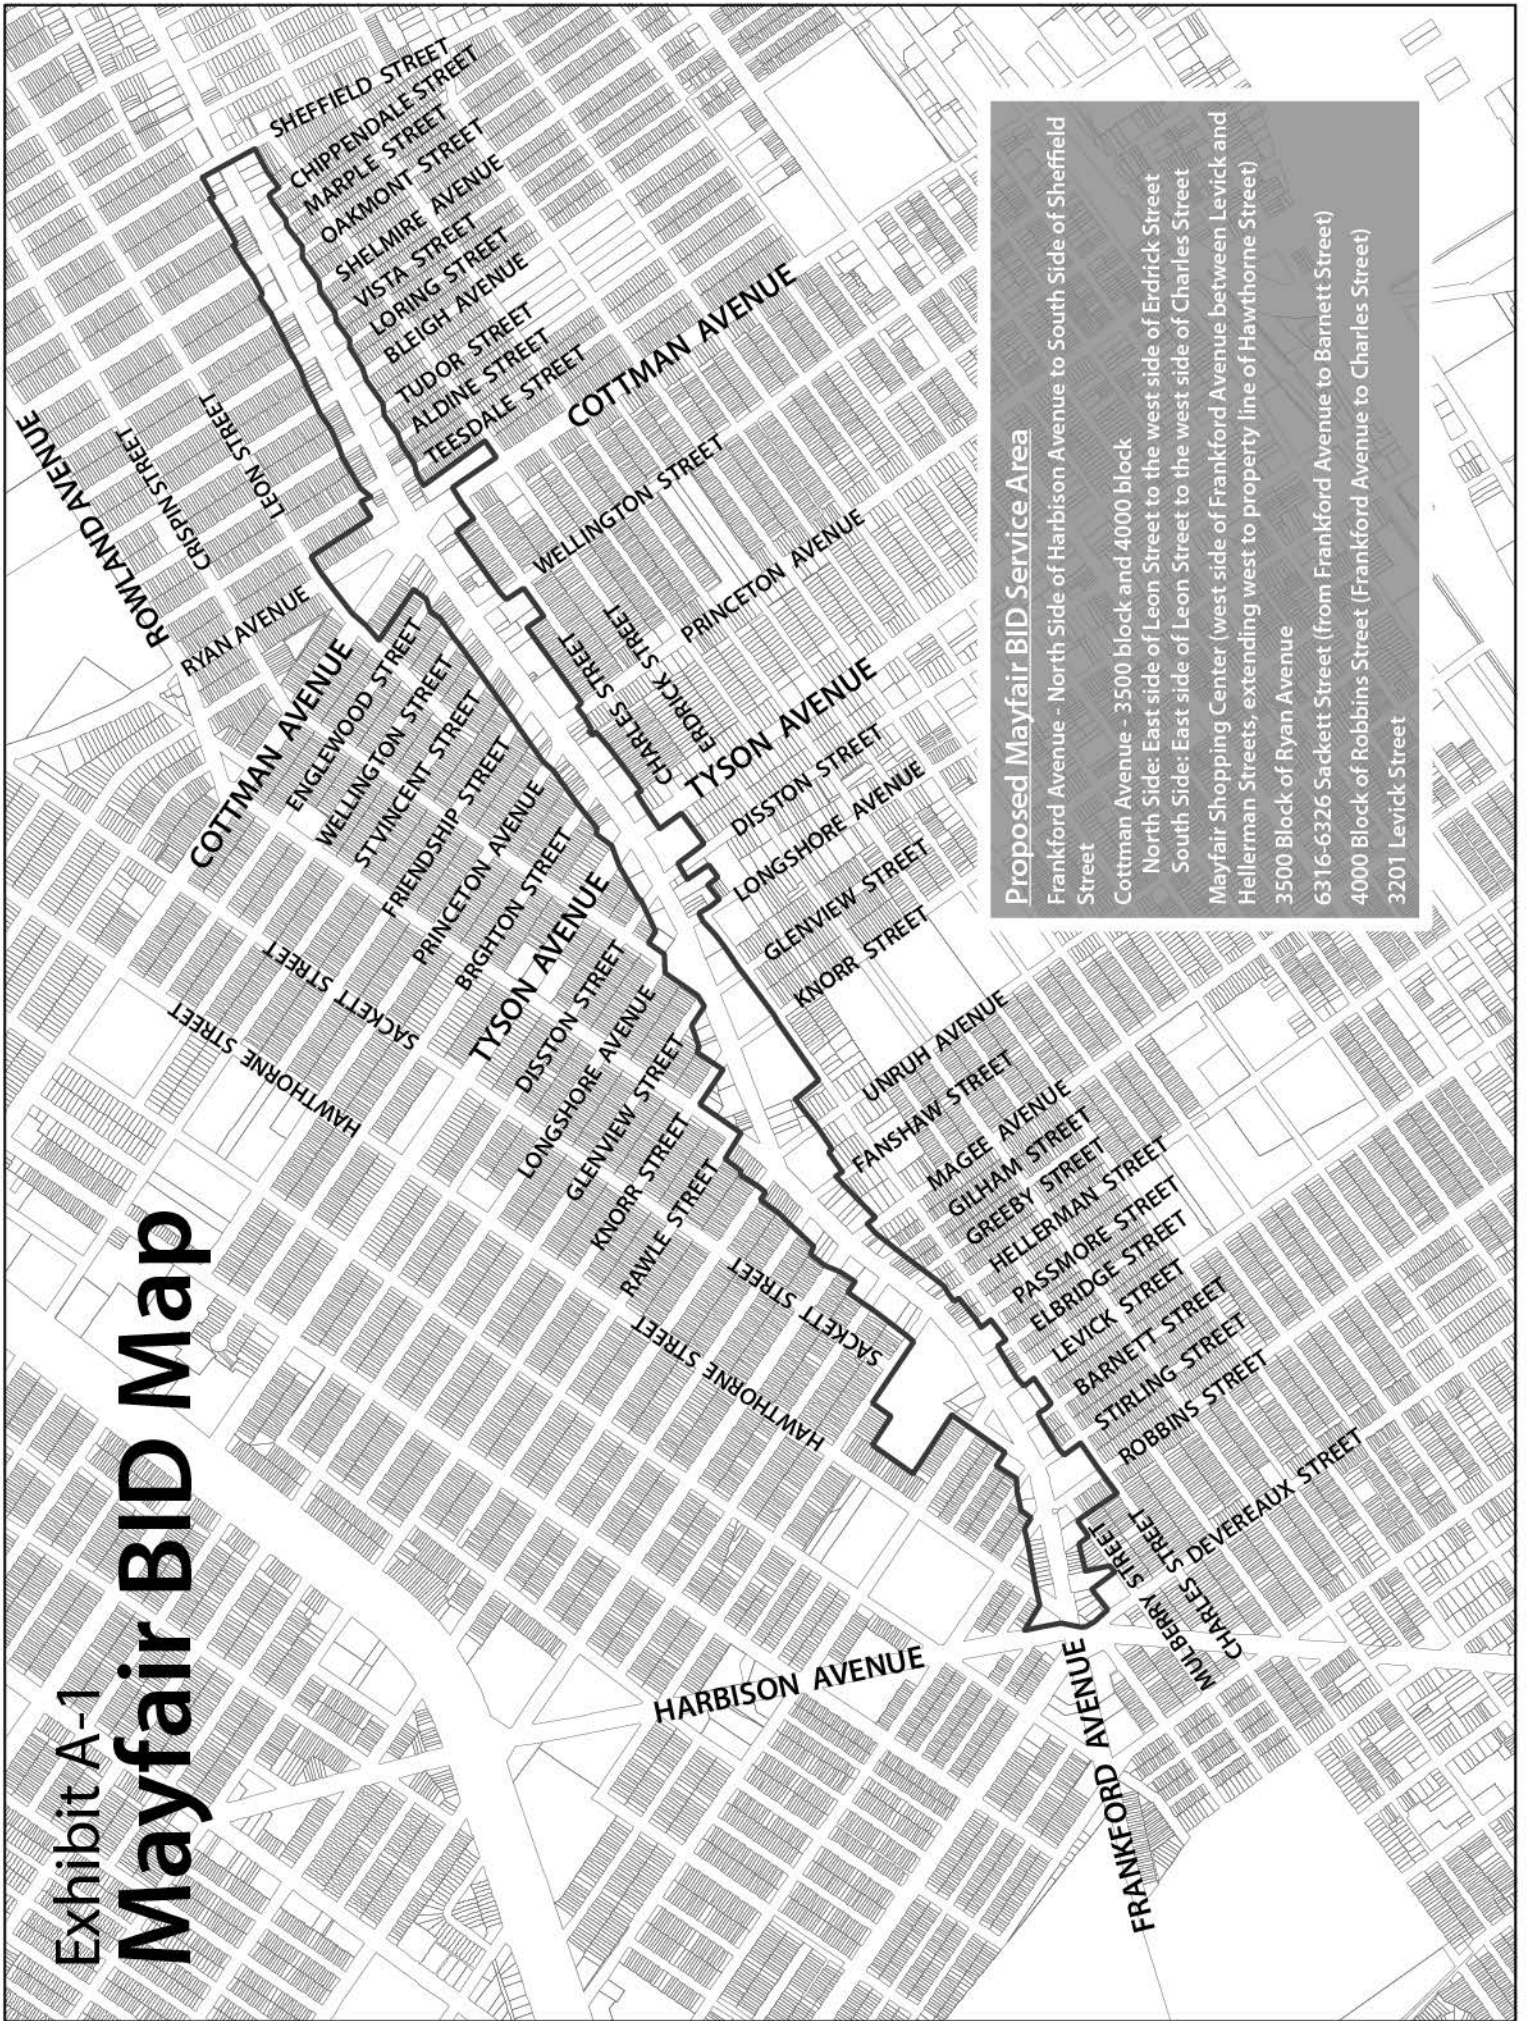 Exhibit A-1
Mayfair BID Map
ROWLAND AVENUE
CRISPIN STREET
LEON STREET
RYAN AVENUE
SHEFFIELD STREET
CHIPPENDALE STREET
MARPLE STREET
OAKMONT STREET
SHELMIRE AVENUE
VISTA STREET
LORING STREET
BLEIGH AVENUE
TUDOR STREET
ALDINE STREET
TEESDALE STREET
COTTMAN AVENUE
COTTMAN AVENUE
ENGLEWOOD STREET
WELLINGTON STREET
ST VINCENT STREET
FRIENDSHIP STREET
PRINCETON AVENUE
BRGHTON STREET
TYSON AVENUE
DISSTON STREET
LONGSHORE AVENUE
GLENVIEW STREET
KNORR STREET
RAWLE STREET
SACKETT STREET
HAWTHORNE STREET
SACKETT STREET
HAWTHORNE STREET
WELLINGTON STREET
PRINCETON AVENUE
CHARLES STREET
ERDRICK STREET
TYSON AVENUE
DISSTON STREET
LONGSHORE AVENUE
GLENVIEW STREET
KNORR STREET
UNRUH AVENUE
FANSHAW STREET
MAGEE AVENUE
GILHAM STREET
GREEBY STREET
HELLERMAN STREET
PASSMORE STREET
ELBRIDGE STREET
LEVICK STREET
BARNETT STREET
STIRLING STREET
ROBBINS STREET
DEVEREAUX STREET
MULBERRY STREET
CHARLES STREET
HARBISON AVENUE
FRANKFORD AVENUE
Proposed Mayfair BID Service Area
Frankford Avenue - North Side of Harbison Avenue to South Side of Sheffield
Street
Cottman Avenue - 3500 block and 4000 block
North Side: East side of Leon Street to the west side of Erdrick Street
South Side: East side of Leon Street to the west side of Charles Street
Mayfair Shopping Center (west side of Frankford Avenue between Levick and
Hellerman Streets, extending west to property line of Hawthorne Street)
3500 Block of Ryan Avenue
6316-6326 Sackett Street (from Frankford Avenue to Barnett Street)
4000 Block of Robbins Street (Frankford Avenue to Charles Street)
3201 Levick Street